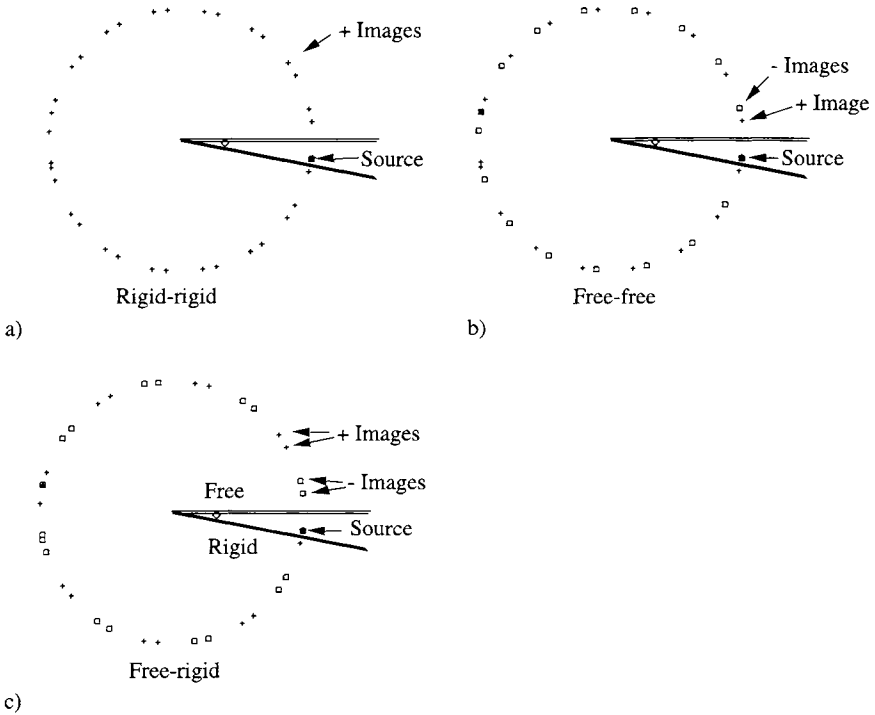 + Images
Source
Rigid-rigid
a)
- Images
+ Image
Source
Free-free
b)
+ Images
- Images
Free
Source
Rigid
Free-rigid
c)